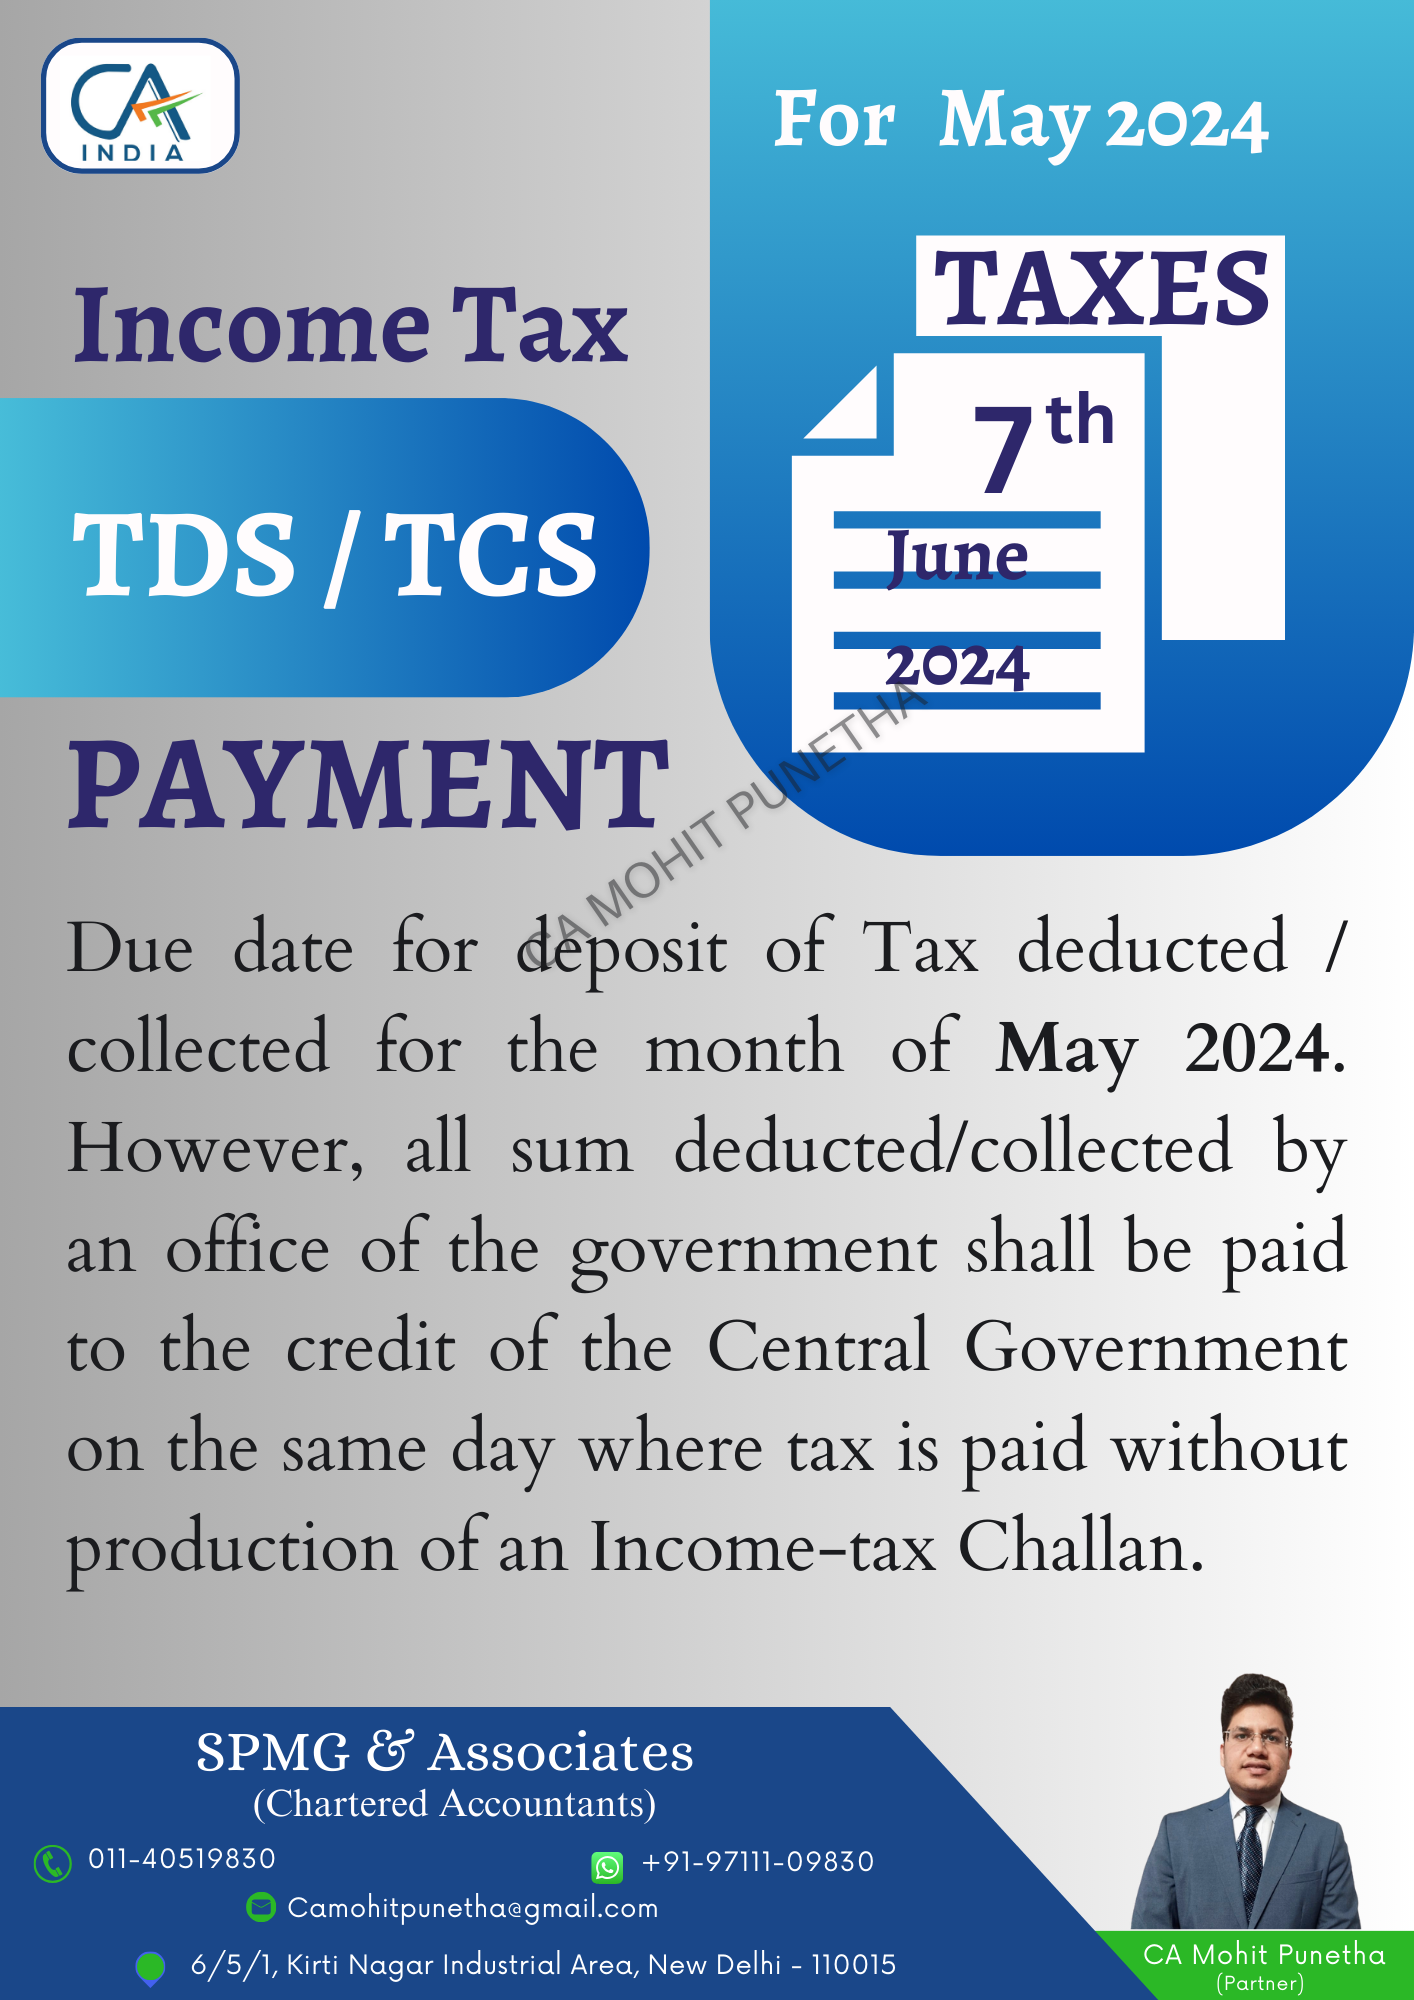 CA
INDIA
For May 2024
TAXES
7th
June
2024
Income Tax
TDS / TCS
PAYMENT
CA MOHIT PUNETHA
Due date for deposit of Tax deducted /
collected for the month of May 2024.
However, all sum deducted/collected by
an office of the government shall be paid
to the credit of the Central Government
on the same day where tax is paid without
production of an Income-tax Challan.
SPMG & Associates
(Chartered Accountants)
011-40519830
+91-97111-09830
Camohitpunetha@gmail.com
6/5/1, Kirti Nagar Industrial Area, New Delhi - 110015
CA Mohit Punetha
(Partner)